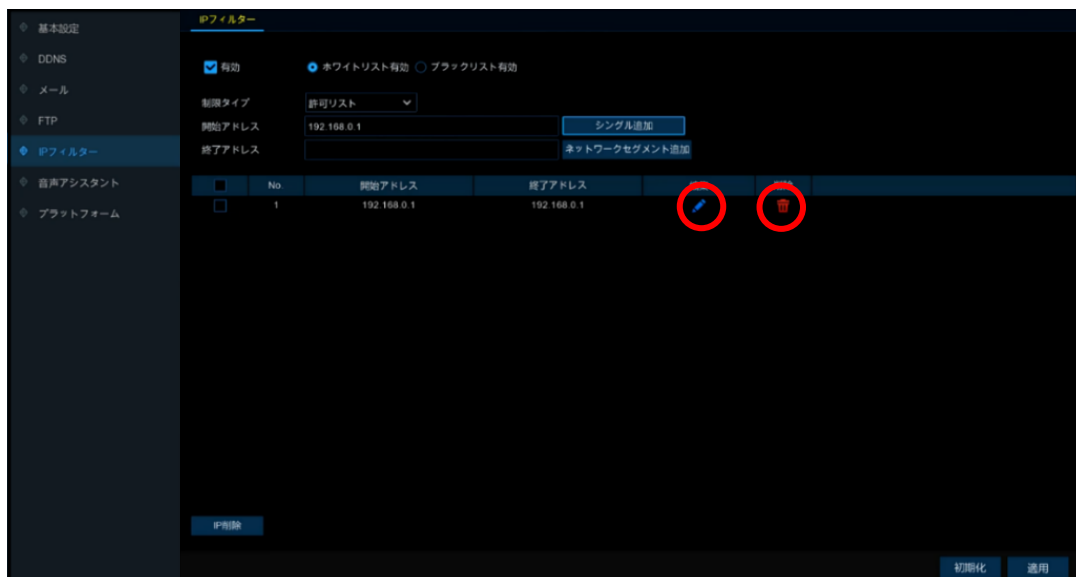 基本設定
DDNS
メール
FTP
IPフィルター
音声アシスタント
プラットフォーム
IPフィルター
有効 ホワイトリスト有効 ブラックリスト有効
制限タイプ 許可リスト
開始アドレス 192.168.0.1 シングル追加
終了アドレス ネットワークセグメント追加
No. 開始アドレス 終了アドレス 編集 削除
1 192.168.0.1 192.168.0.1
IP削除
初期化 適用